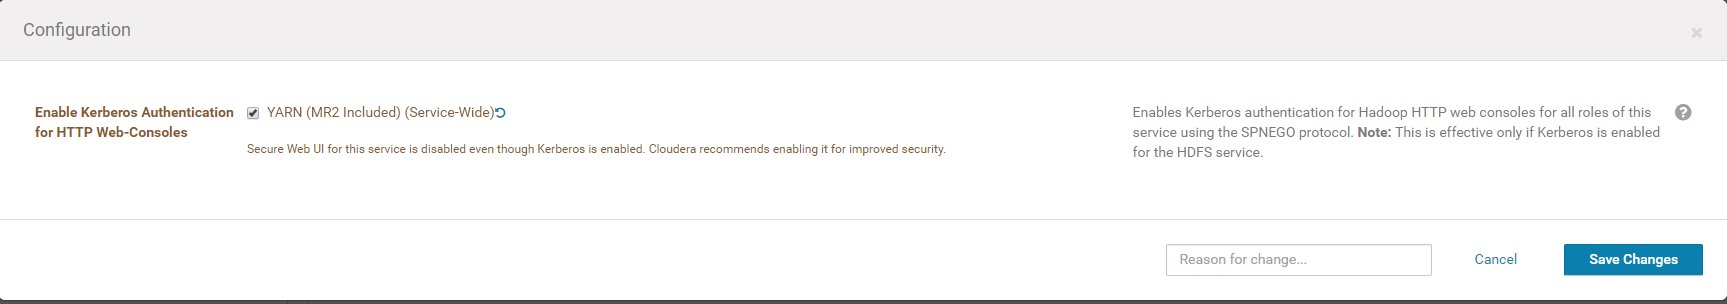 Configuration
Enable Kerberos Authentication
for HTTP Web-Consoles
YARN (MR2 Included) (Service-Wide)
Secure Web UI for this service is disabled even though Kerberos is enabled. Cloudera recommends enabling it for improved security.
Enables Kerberos authentication for Hadoop HTTP web consoles for all roles of this
service using the SPNEGO protocol. Note: This is effective only if Kerberos is enabled
for the HDFS service.
Reason for change...
Cancel
Save Changes